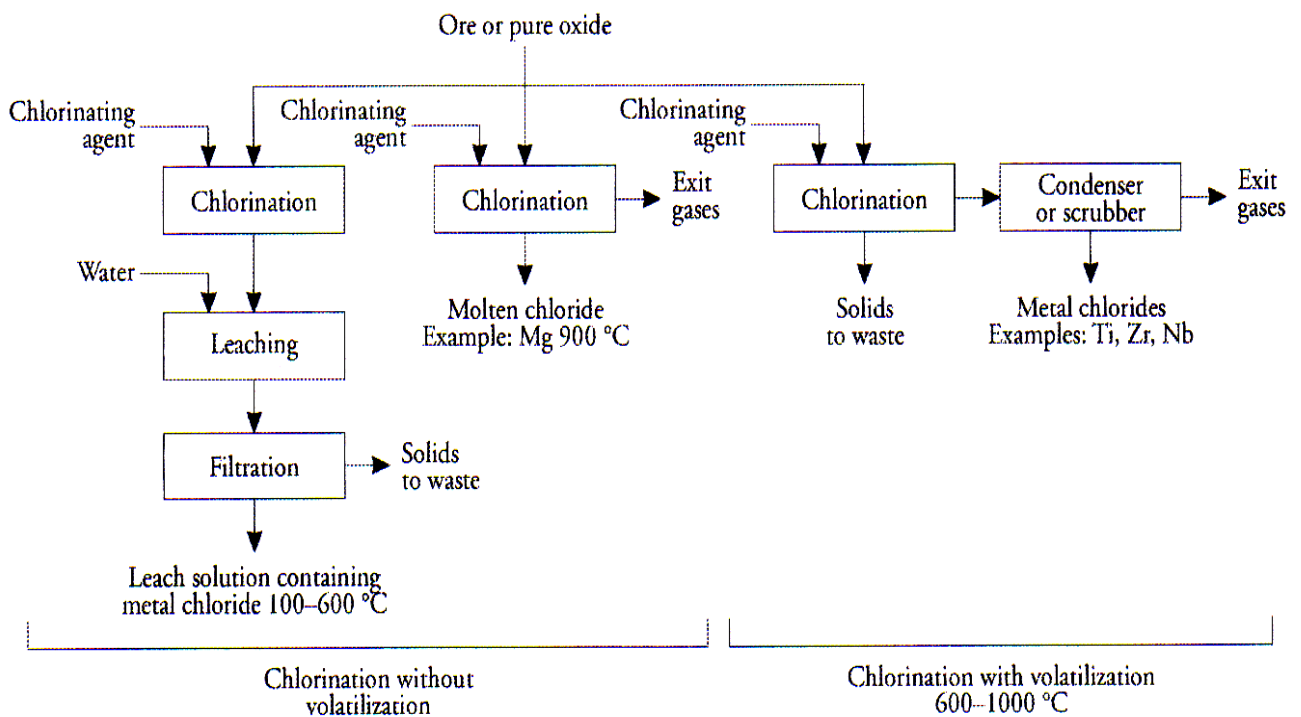 Ore or pure oxide
Chlorinating
agent
Chlorinating
agent
Chlorinating
agent
Chlorination
Chlorination
Exit
gases
Chlorination
Condenser
or scrubber
Exit
gases
Water
Leaching
Molten chloride
Example: Mg 900 °C
Solids
to waste
Metal chlorides
Examples: Ti, Zr, Nb
Filtration
Solids
to waste
Leach solution containing
metal chloride 100–600 °C
Chlorination without
volatilization
Chlorination with volatilization
600–1000 °C